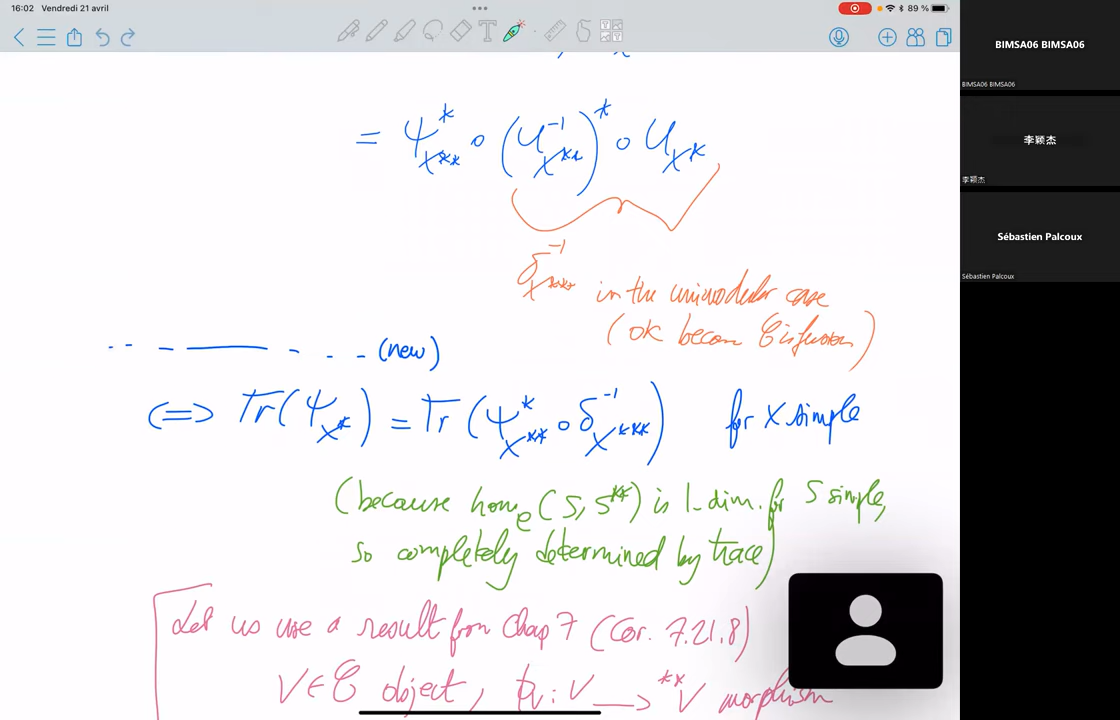 16:02 Vendredi 21 avril
89 %
= Ψ*_{X***} ∘ (u^{-1}_{X**})* ∘ u_{X*}
δ^{-1}_{X***} in the unimodular case
(OK because C is fusion)
(new)
⟺ Tr(Ψ_{X*}) = Tr(Ψ*_{X***} ∘ δ^{-1}_{X***}) for X simple
(because hom_C(S, S**) is 1-dim. for S simple,
so completely determined by trace)
Let us use a result from Chap 7 (Cor. 7.21.8)
V ∈ C object, : V → **V morphism
BIMSA06 BIMSA06
BIMSA06 BIMSA06
李颖杰
李颖杰
Sébastien Palcoux
Sébastien Palcoux